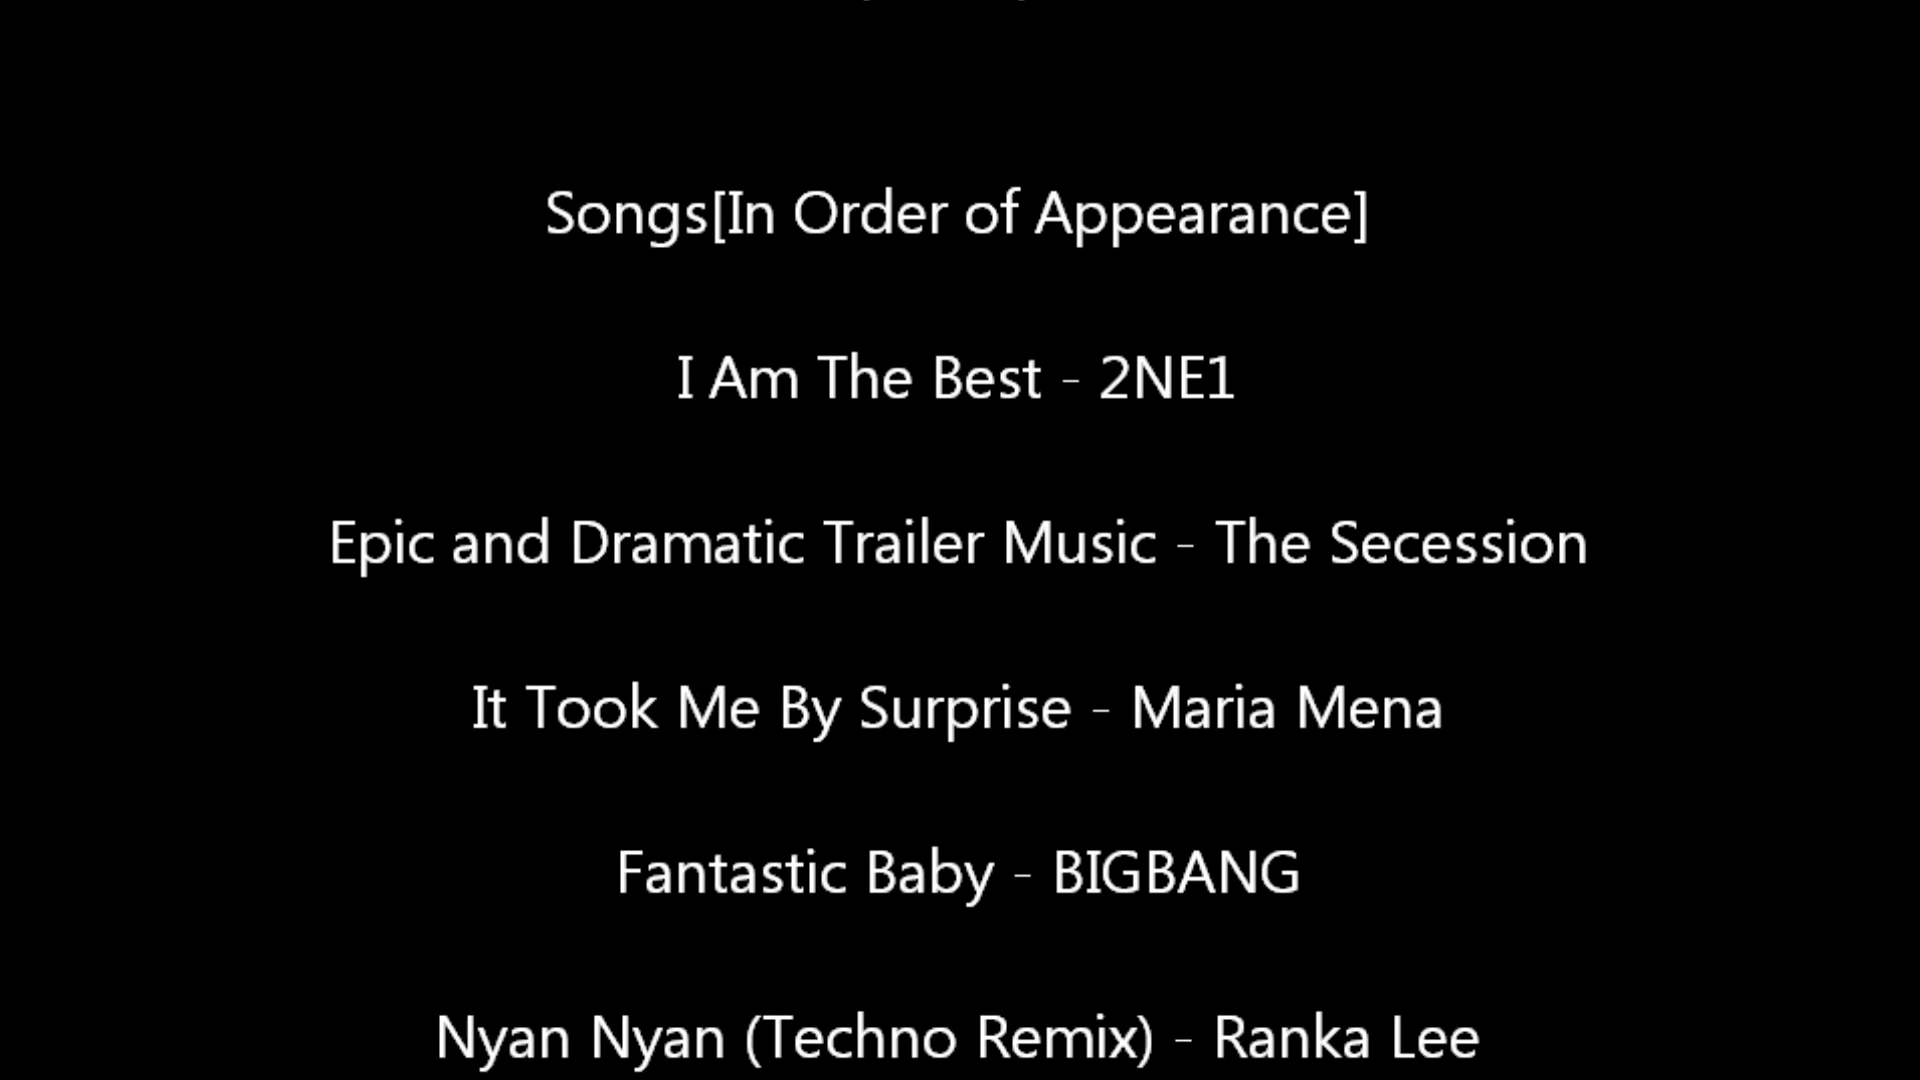 Songs[In Order of Appearance]
I Am The Best - 2NE1
Epic and Dramatic Trailer Music - The Secession
It Took Me By Surprise - Maria Mena
Fantastic Baby - BIGBANG
Nyan Nyan (Techno Remix) - Ranka Lee